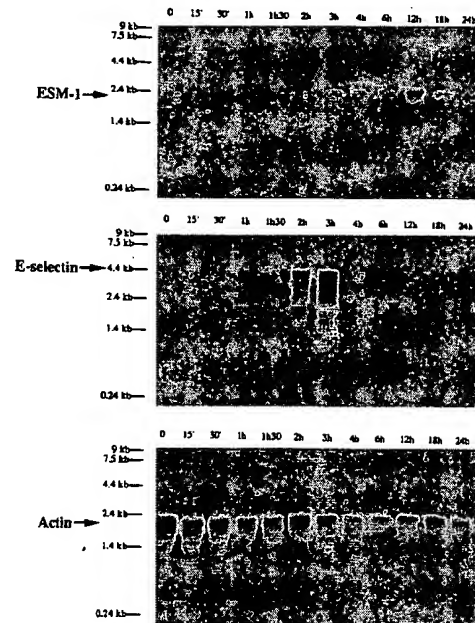 0 15' 30' 1h 1h30 2h 3h 4h 6h 12h 18h 24h
9 kb
7.5 kb
4.4 kb
ESM-1
2.4 kb
1.4 kb
0.24 kb
0 15' 30' 1h 1h30 2h 3h 4h 6h 12h 18h 24h
9 kb
7.5 kb
E-selectin
4.4 kb
2.4 kb
1.4 kb
0.24 kb
0 15' 30' 1h 1h30 2h 3h 4h 6h 12h 18h 24h
9 kb
7.5 kb
4.4 kb
Actin
2.4 kb
1.4 kb
0.24 kb